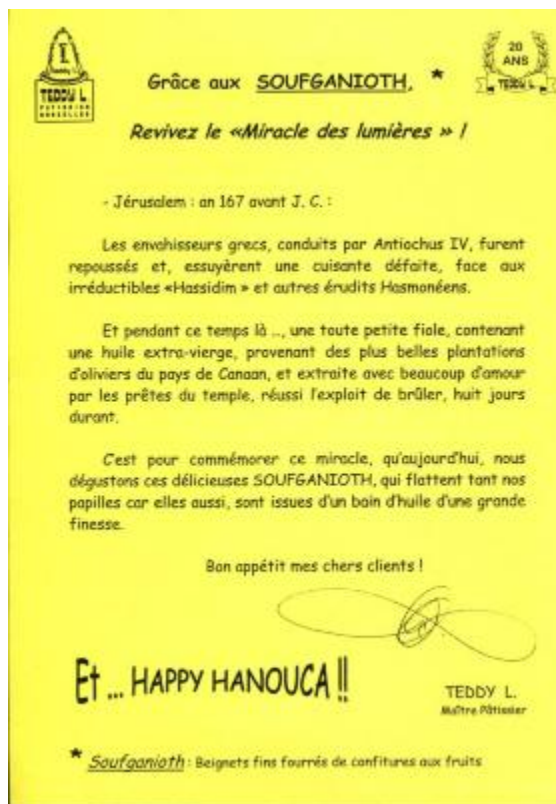 I.
Teddy L.
TEDDY L.
PATISSIER
BRUXELLES
20
ANS
TEDDY L.
Grâce aux SOUFGANIOTH, *
Revivez le «Miracle des lumières » !
- Jérusalem : an 167 avant J. C. :
Les envahisseurs grecs, conduits par Antiochus IV, furent
repoussés et, essuyèrent une cuisante défaite, face aux
irréductibles «Hassidim » et autres érudits Hasmonéens.
Et pendant ce temps là …, une toute petite fiole, contenant
une huile extra-vierge, provenant des plus belles plantations
d'oliviers du pays de Canaan, et extraite avec beaucoup d'amour
par les prêtes du temple, réussi l'exploit de brûler, huit jours
durant.
C'est pour commémorer ce miracle, qu'aujourd'hui, nous
dégustons ces délicieuses SOUFGANIOTH, qui flattent tant nos
papilles car elles aussi, sont issues d'un bain d'huile d'une grande
finesse.
Bon appétit mes chers clients !
Et ... HAPPY HANOUCA !!
TEDDY L.
Maître Pâtissier
* Soufganioth : Beignets fins fourrés de confitures aux fruits